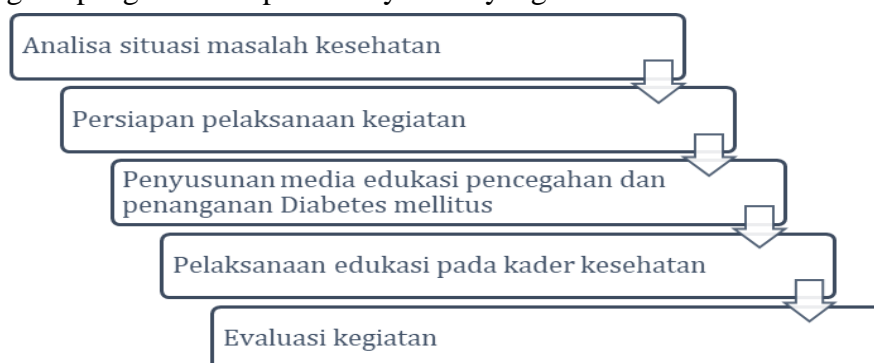 Analisa situasi masalah kesehatan
Persiapan pelaksanaan kegiatan
Penyusunan media edukasi pencegahan dan
penanganan Diabetes mellitus
Pelaksanaan edukasi pada kader kesehatan
Evaluasi kegiatan